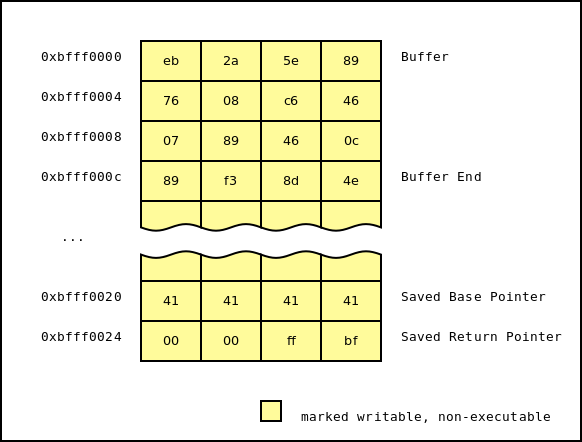 0xbfff0000 eb 2a 5e 89 Buffer
0xbfff0004 76 08 c6 46
0xbfff0008 07 89 46 0c
0xbfff000c 89 f3 8d 4e Buffer End
...
0xbfff0020 41 41 41 41 Saved Base Pointer
0xbfff0024 00 00 ff bf Saved Return Pointer
marked writable, non-executable